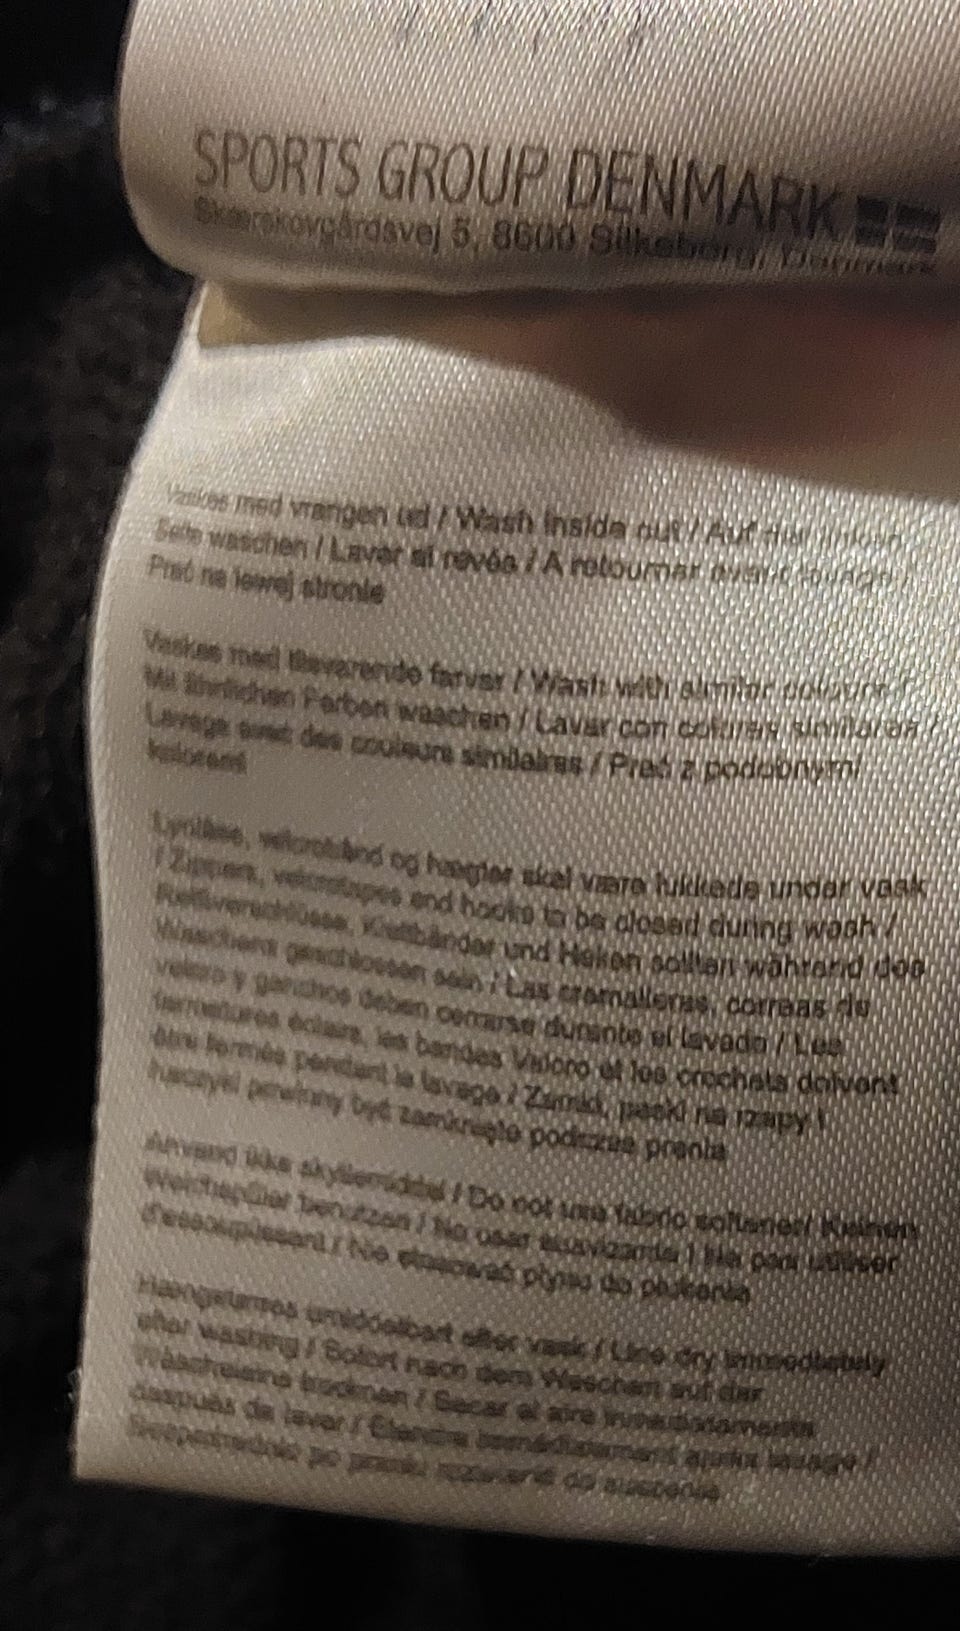 SPORTS GROUP DENMARK
Skærskovgårdsvej 5, 8600 Silkeborg, Denmark
Vaskes med vrangen ud / Wash inside out / Auf der linken
Seite waschen / Lavar al revés / A retourner avant lavage /
Prać na lewej stronie
Vaskes med tilsvarende farver / Wash with similar colours /
Mit ähnlichen Farben waschen / Lavar con colores similares /
Lavage avec des couleurs similaires / Prać z podobnymi
kolorami
Lynlåse, velcrobånd og hægter skal være lukkede under vask
/ Zippers, velcrotapes and hooks to be closed during wash /
Reißverschlüsse, Klettbänder und Haken sollten während des
Waschens geschlossen sein / Las cremalleras, correas de
velcro y ganchos deben cerrarse durante el lavado / Les
fermetures éclairs, les bandes Velcro et les crochets doivent
être fermés pendant le lavage / Zamki, paski na rzepy i
haczyki powinny być zamknięte podczas prania
Anvend ikke skyllemiddel / Do not use fabric softener/ Keinen
Weichspüler benutzen / No usar suavizante / Ne pas utiliser
d'assouplissant / Nie stosować płynu do płukania
Hængetørres umiddelbart efter vask / Line dry immediately
after washing / Sofort nach dem Waschen auf der
Wäscheleine trocknen / Secar al aire inmediatamente
después de lavar / Etendre immédiatement après lavage /
Bezpośrednio po praniu rozwiesić do suszenia